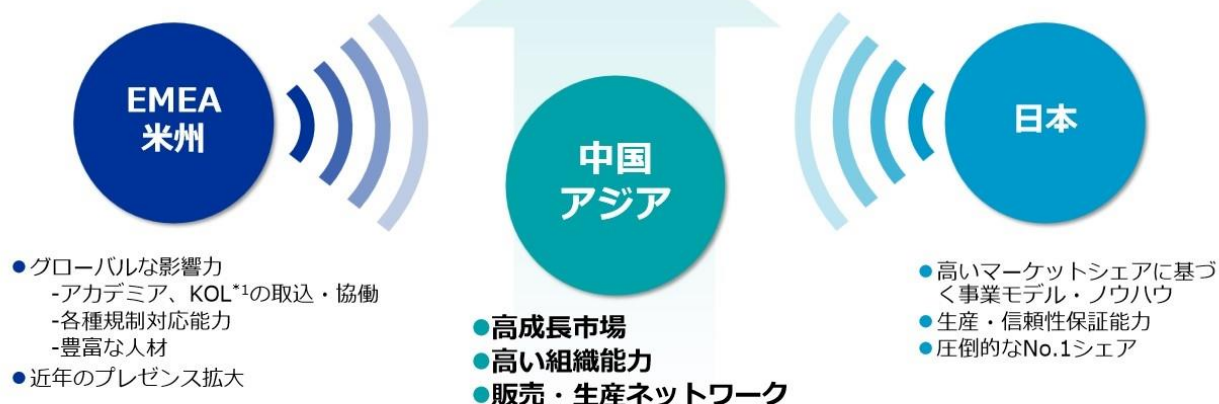 EMEA
米州
中国
アジア
日本
●グローバルな影響力
-アカデミア、KOL*1の取込・協働
-各種規制対応能力
-豊富な人材
●近年のプレゼンス拡大
●高成長市場
●高い組織能力
●販売・生産ネットワーク
●高いマーケットシェアに基づ
く事業モデル・ノウハウ
●生産・信頼性保証能力
●圧倒的なNo.1シェア